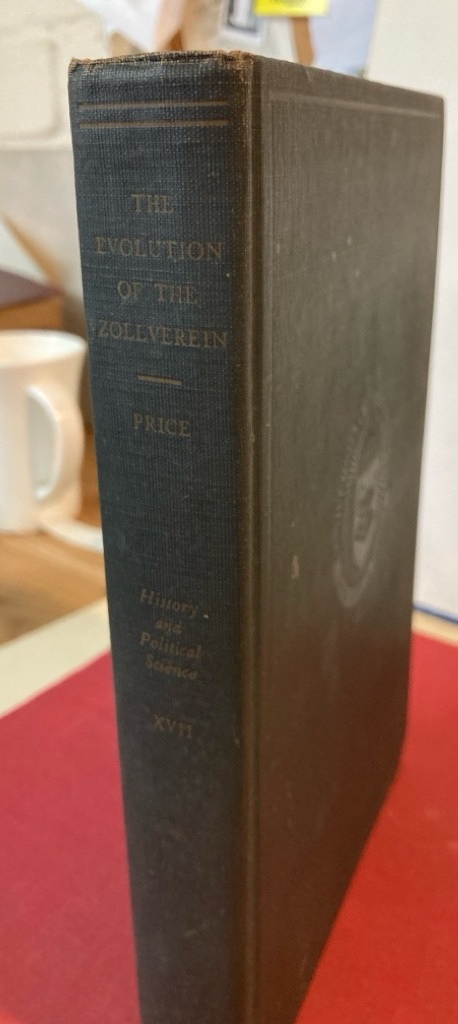 THE
EVOLUTION
OF THE
ZOLLVEREIN
PRICE
History
and
Political
Science
XVII